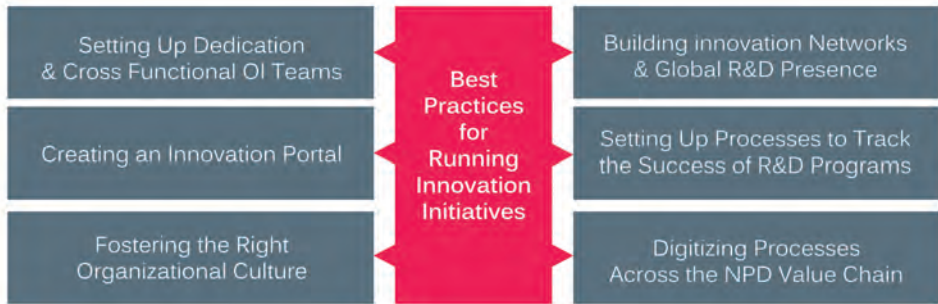 Setting Up Dedication
& Cross Functional OI Teams
Creating an Innovation Portal
Fostering the Right
Organizational Culture
Best
Practices
for
Running
Innovation
Initiatives
Building innovation Networks
& Global R&D Presence
Setting Up Processes to Track
the Success of R&D Programs
Digitizing Processes
Across the NPD Value Chain